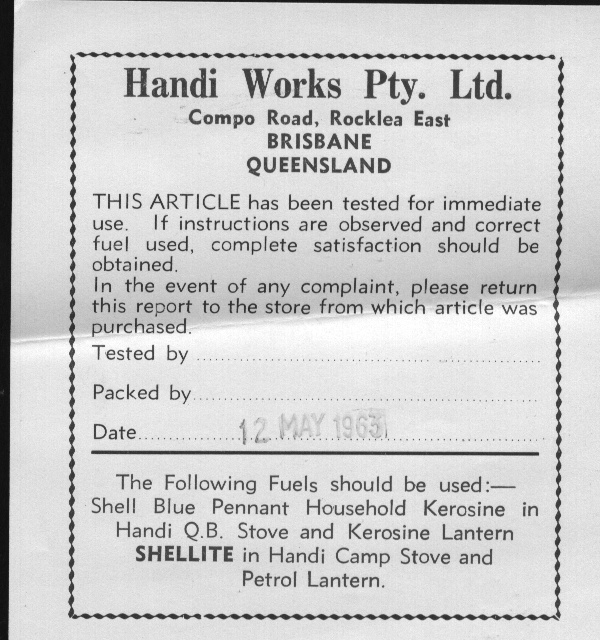 Handi Works Pty. Ltd.
Compo Road, Rocklea East
BRISBANE
QUEENSLAND
THIS ARTICLE has been tested for immediate
use. If instructions are observed and correct
fuel used, complete satisfaction should be
obtained.
In the event of any complaint, please return
this report to the store from which article was
purchased.
Tested by
Packed by
Date 12 MAY 1963
The Following Fuels should be used:—
Shell Blue Pennant Household Kerosine in
Handi Q.B. Stove and Kerosine Lantern
SHELLITE in Handi Camp Stove and
Petrol Lantern.